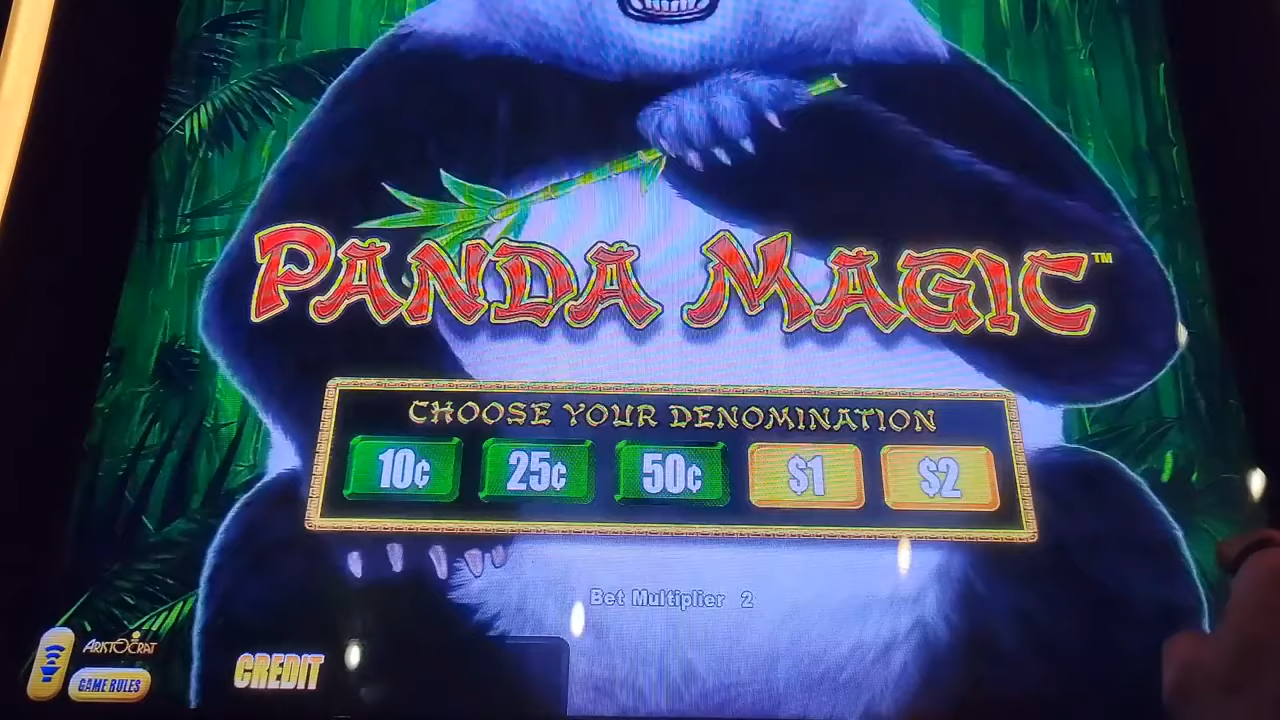 PANDA MAGIC™
CHOOSE YOUR DENOMINATION
10¢ 25¢ 50¢ $1 $2
Bet Multiplier 2
ARISTOCRAT
GAME RULES
CREDIT